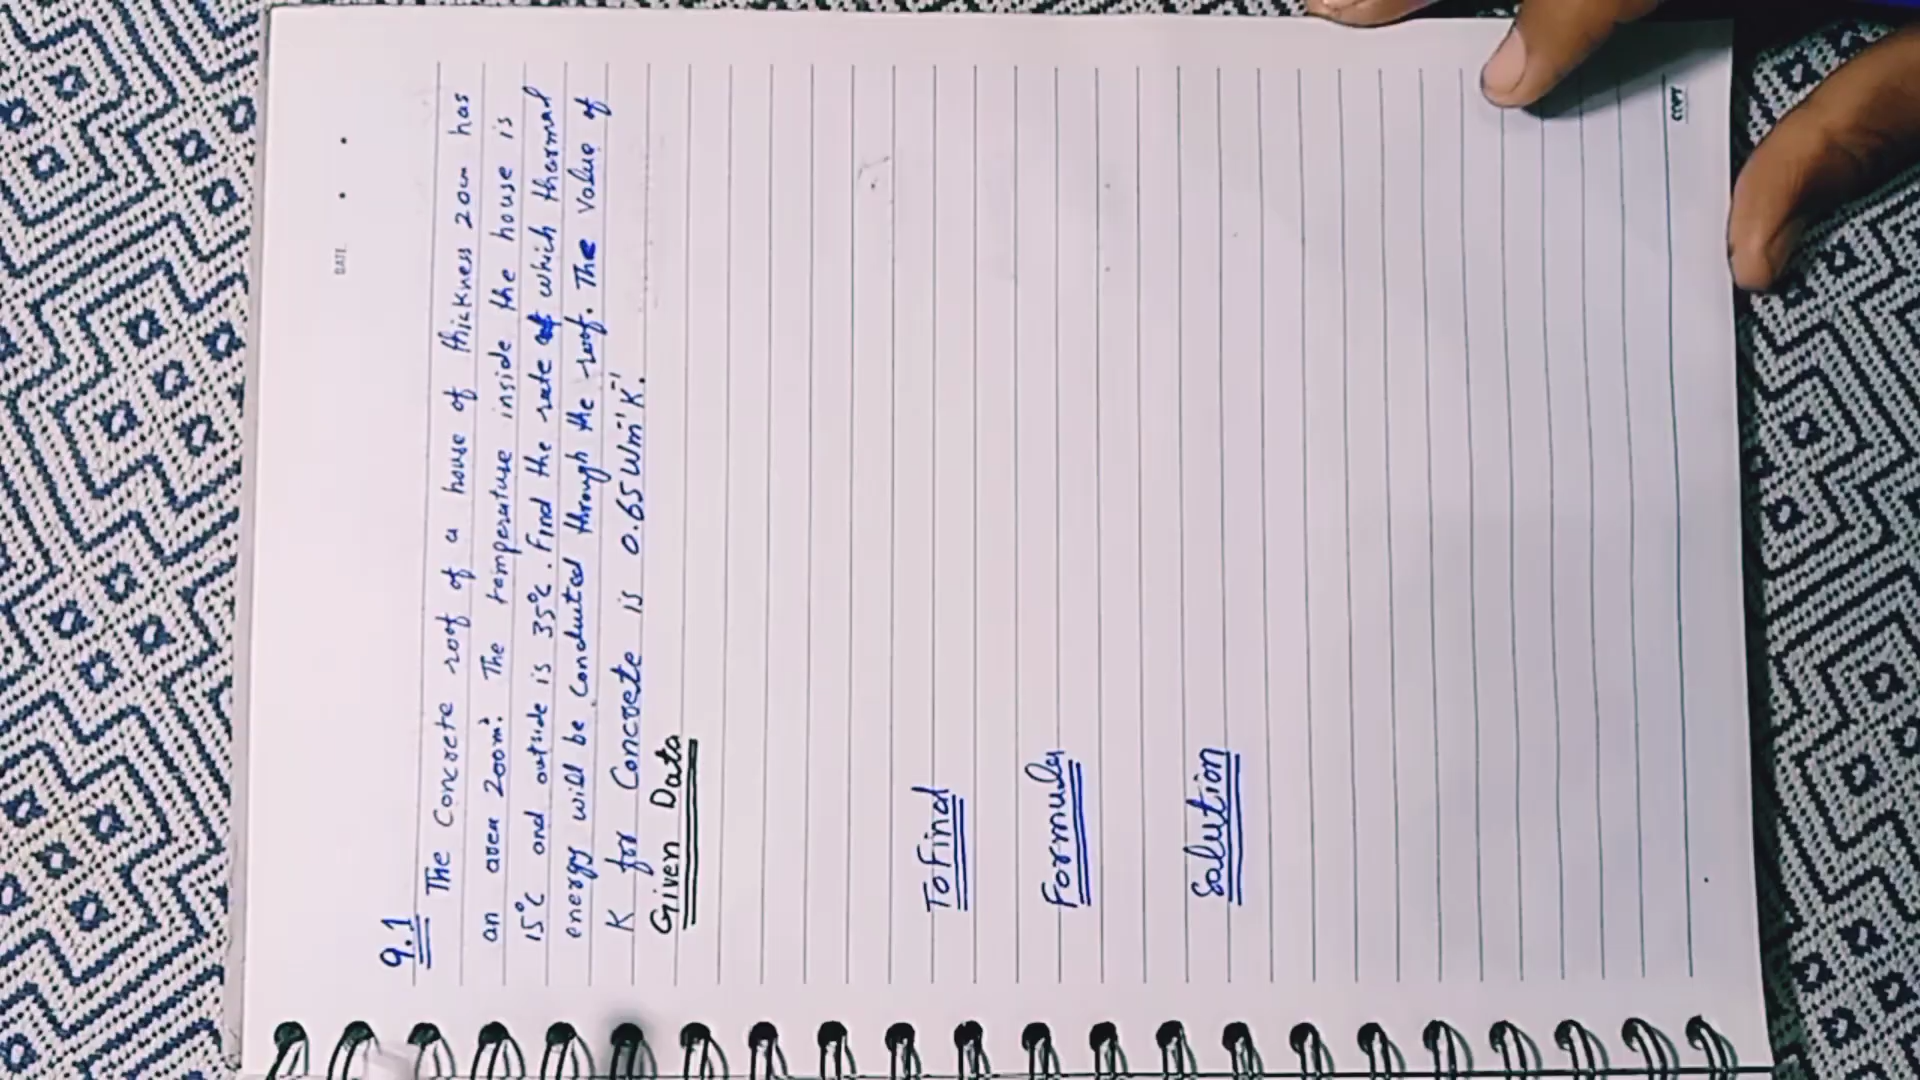 DATE
9.1
The Concrete roof of a house of thickness 20cm has
an area 200m². The temperature inside the house is
15°C and outside is 35°C. Find the rate at which thermal
energy will be conducted through the roof. The value of
K for Concrete is 0.65 Wm⁻¹K⁻¹.
Given Data
To Find
Formula
Solution
COPY